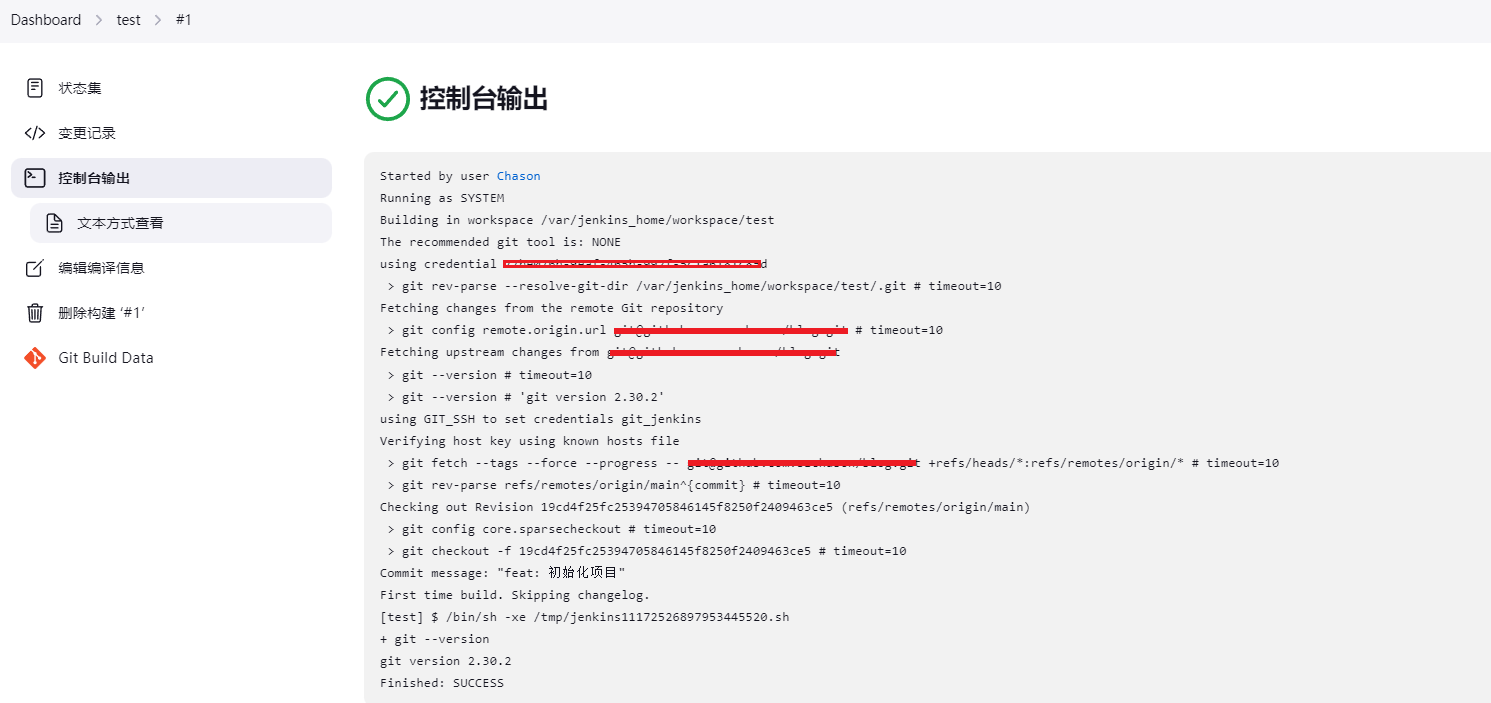 Dashboard > test > #1
状态集
变更记录
控制台输出
文本方式查看
编辑编译信息
删除构建 ‘#1’
Git Build Data
控制台输出
Started by user Chason
Running as SYSTEM
Building in workspace /var/jenkins_home/workspace/test
The recommended git tool is: NONE
using credential
> git rev-parse --resolve-git-dir /var/jenkins_home/workspace/test/.git # timeout=10
Fetching changes from the remote Git repository
> git config remote.origin.url # timeout=10
Fetching upstream changes from
> git --version # timeout=10
> git --version # 'git version 2.30.2'
using GIT_SSH to set credentials git_jenkins
Verifying host key using known hosts file
> git fetch --tags --force --progress -- +refs/heads/*:refs/remotes/origin/* # timeout=10
> git rev-parse refs/remotes/origin/main^{commit} # timeout=10
Checking out Revision 19cd4f25fc25394705846145f8250f2409463ce5 (refs/remotes/origin/main)
> git config core.sparsecheckout # timeout=10
> git checkout -f 19cd4f25fc25394705846145f8250f2409463ce5 # timeout=10
Commit message: "feat: 初始化项目"
First time build. Skipping changelog.
[test] $ /bin/sh -xe /tmp/jenkins11172526897953445520.sh
+ git --version
git version 2.30.2
Finished: SUCCESS